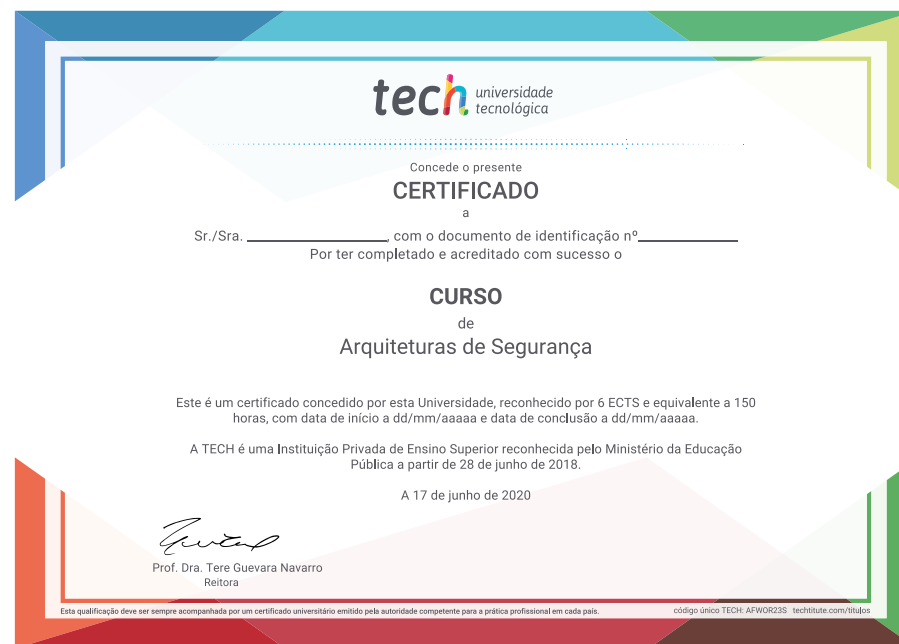 tech universidade
tecnológica
Concede o presente
CERTIFICADO
a
Sr./Sra. ____________, com o documento de identificação nº____________
Por ter completado e acreditado com sucesso o
CURSO
de
Arquiteturas de Segurança
Este é um certificado concedido por esta Universidade, reconhecido por 6 ECTS e equivalente a 150
horas, com data de início a dd/mm/aaaaa e data de conclusão a dd/mm/aaaaa.
A TECH é uma Instituição Privada de Ensino Superior reconhecida pelo Ministério da Educação
Pública a partir de 28 de junho de 2018.
A 17 de junho de 2020
Prof. Dra. Tere Guevara Navarro
Reitora
Esta qualificação deve ser sempre acompanhada por um certificado universitário emitido pela autoridade competente para a prática profissional em cada país.
código único TECH: AFWOR23S techtitute.com/titulos